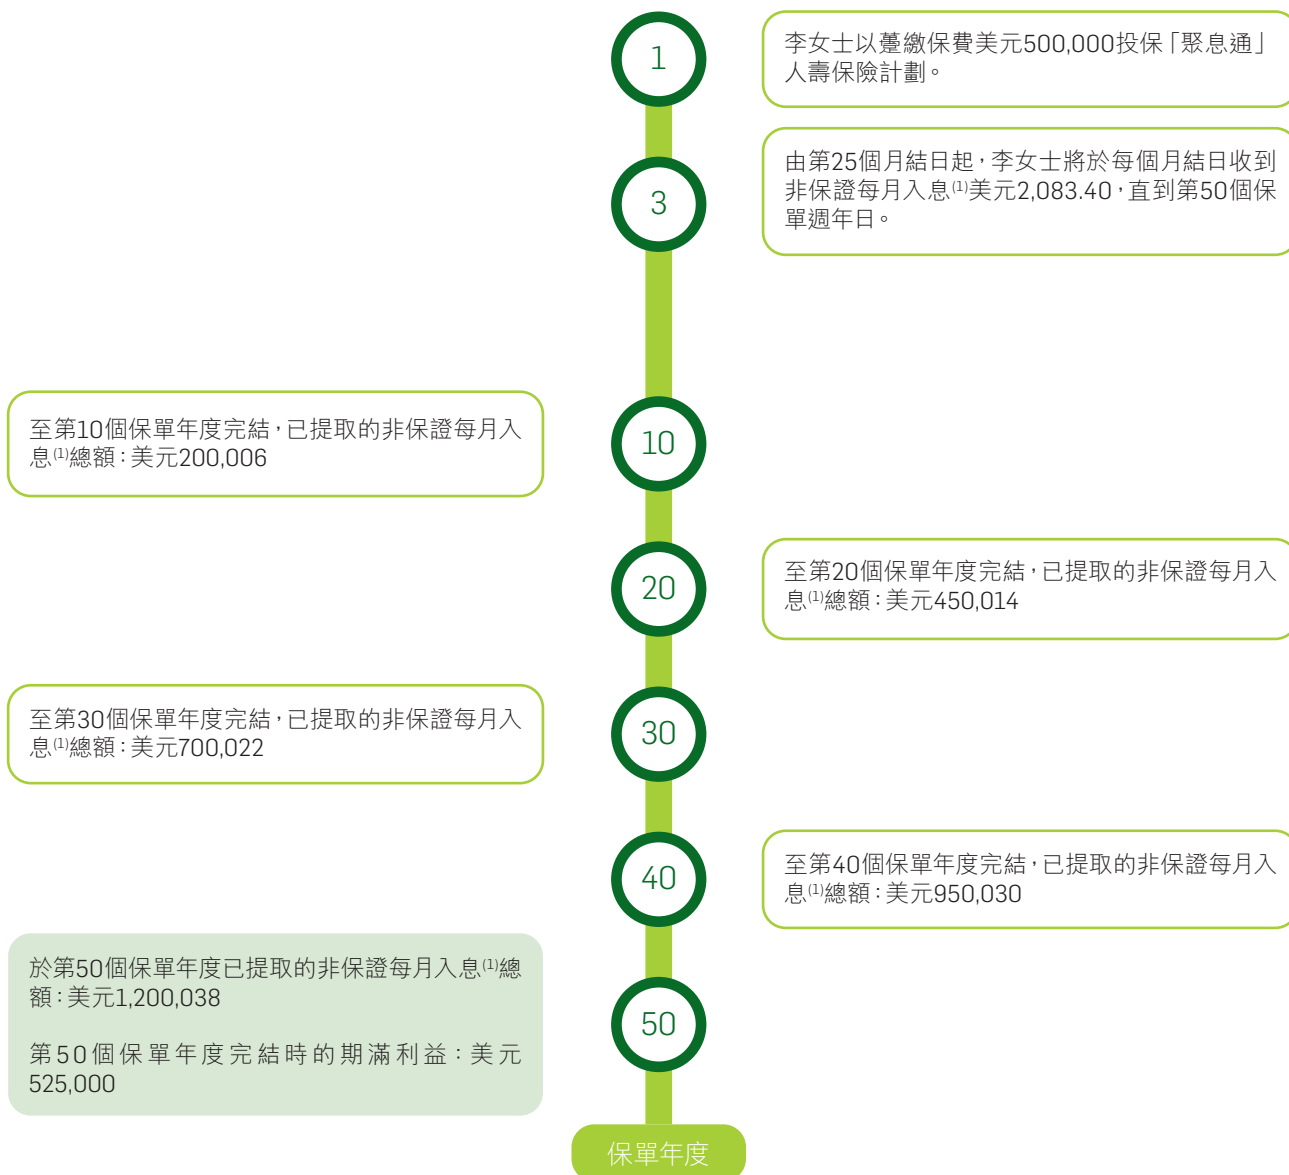 1
李女士以躉繳保費美元500,000投保「聚息通」
人壽保險計劃。
3
由第25個月結日起，李女士將於每個月結日收到
非保證每月入息⁽¹⁾美元2,083.40，直到第50個保
單週年日。
10
至第10個保單年度完結，已提取的非保證每月入
息⁽¹⁾總額：美元200,006
20
至第20個保單年度完結，已提取的非保證每月入
息⁽¹⁾總額：美元450,014
30
至第30個保單年度完結，已提取的非保證每月入
息⁽¹⁾總額：美元700,022
40
至第40個保單年度完結，已提取的非保證每月入
息⁽¹⁾總額：美元950,030
50
於第50個保單年度已提取的非保證每月入息⁽¹⁾總
額：美元1,200,038
第50個保單年度完結時的期滿利益：美元
525,000
保單年度